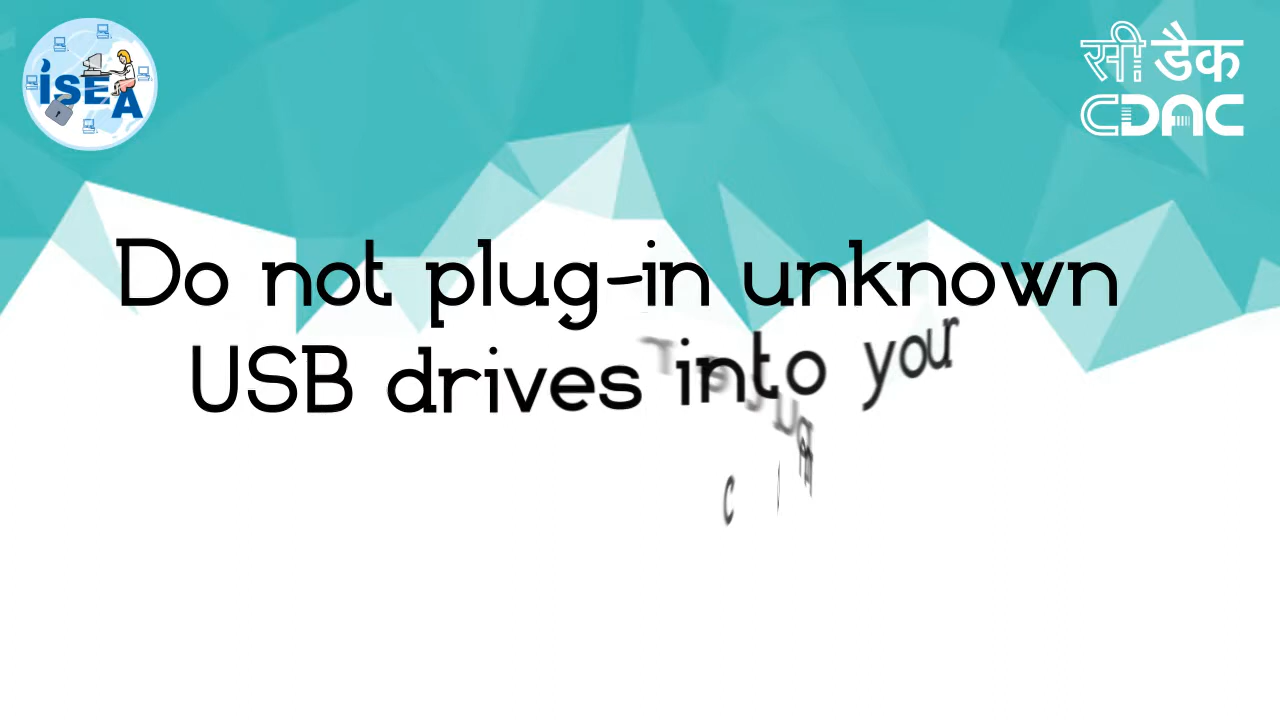 iSEA
सी डैक
CDAC
Do not plug-in unknown
USB drives into your